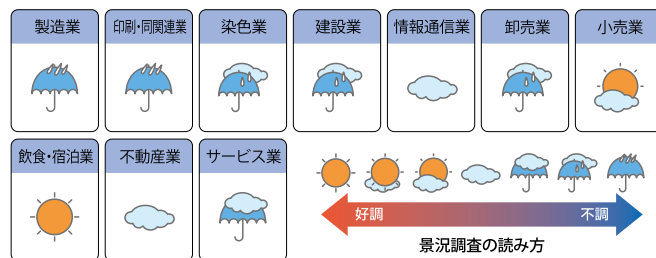 製造業
印刷・同関連業
染色業
建設業
情報通信業
卸売業
小売業
飲食・宿泊業
不動産業
サービス業
好調
不調
景況調査の読み方